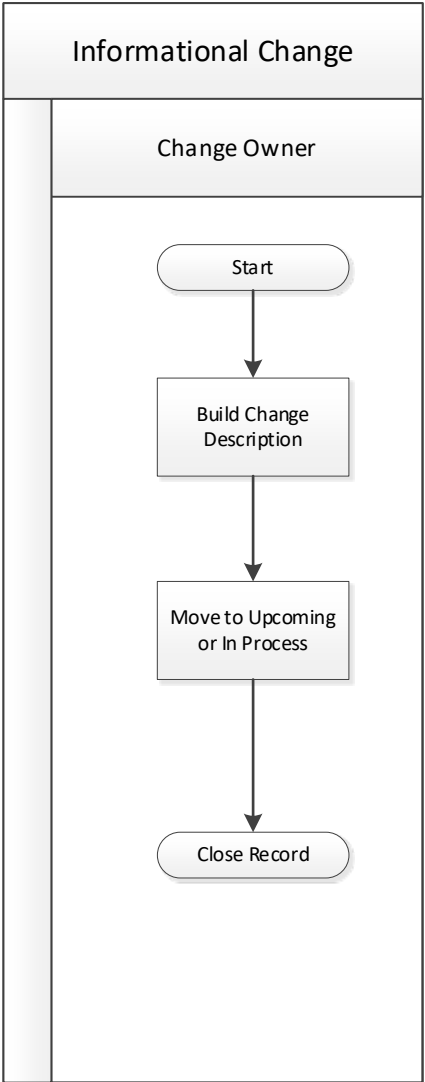 Informational Change
Change Owner
Start
Build Change
Description
Move to Upcoming
or In Process
Close Record